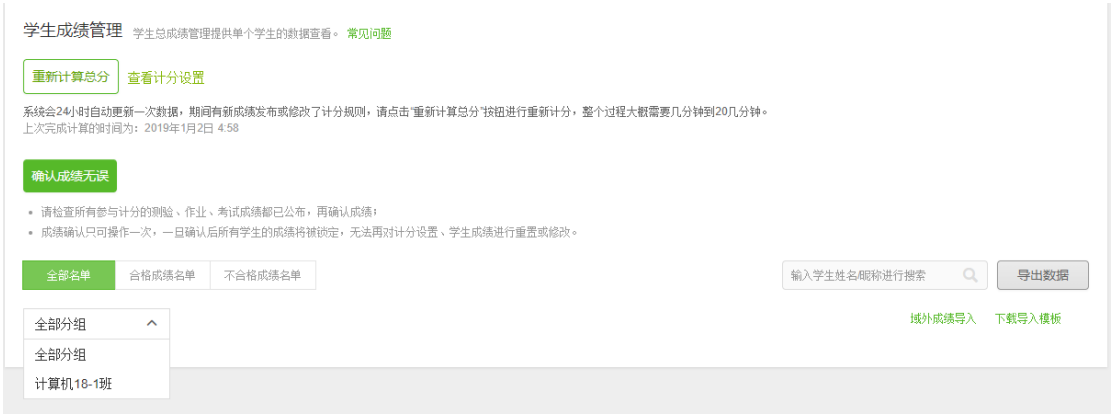 学生成绩管理 学生总成绩管理提供单个学生的数据查看。 常见问题
重新计算总分 查看计分设置
系统会24小时自动更新一次数据，期间有新成绩发布或修改了计分规则，请点击“重新计算总分”按钮进行重新计分，整个过程大概需要几分钟到20几分钟。
上次完成计算的时间为：2019年1月2日 4:58
确认成绩无误
• 请检查所有参与计分的测验、作业、考试成绩都已公布，再确认成绩；
• 成绩确认只可操作一次，一旦确认后所有学生的成绩将被锁定，无法再对计分设置、学生成绩进行重置或修改。
全部名单 合格成绩名单 不合格成绩名单 输入学生姓名/昵称进行搜索 导出数据
全部分组 域外成绩导入 下载导入模板
全部分组
计算机18-1班